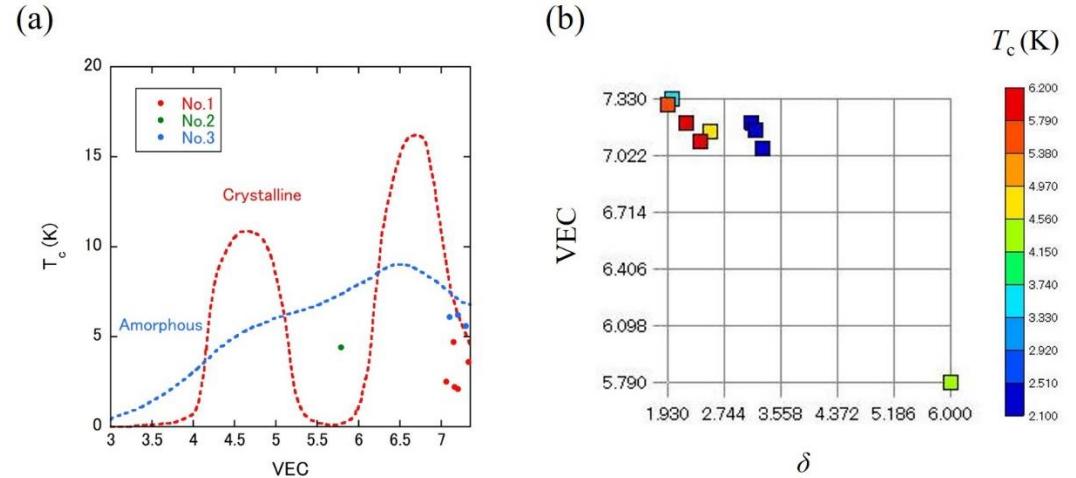 (a)
20
15
10
5
0
T_c (K)
No.1
No.2
No.3
Crystalline
Amorphous
3 3.5 4 4.5 5 5.5 6 6.5 7
VEC
(b)
T_c (K)
7.330
7.022
6.714
6.406
6.098
5.790
VEC
1.930 2.744 3.558 4.372 5.186 6.000
δ
6.200
5.790
5.380
4.970
4.560
4.150
3.740
3.330
2.920
2.510
2.100